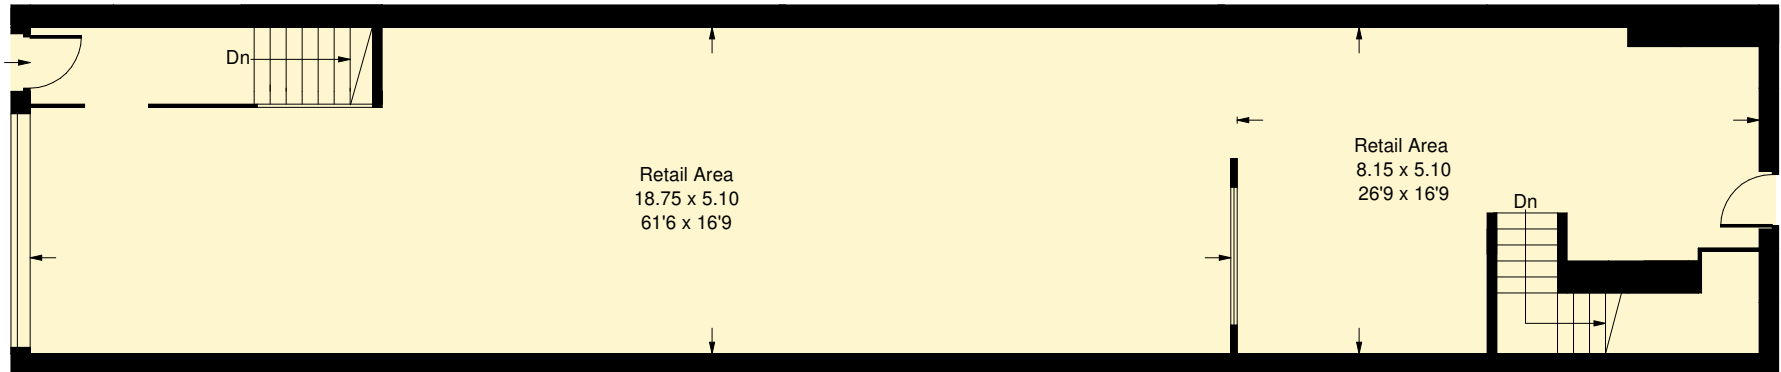 Dn
Retail Area
18.75 x 5.10
61'6 x 16'9
Retail Area
8.15 x 5.10
26'9 x 16'9
Dn